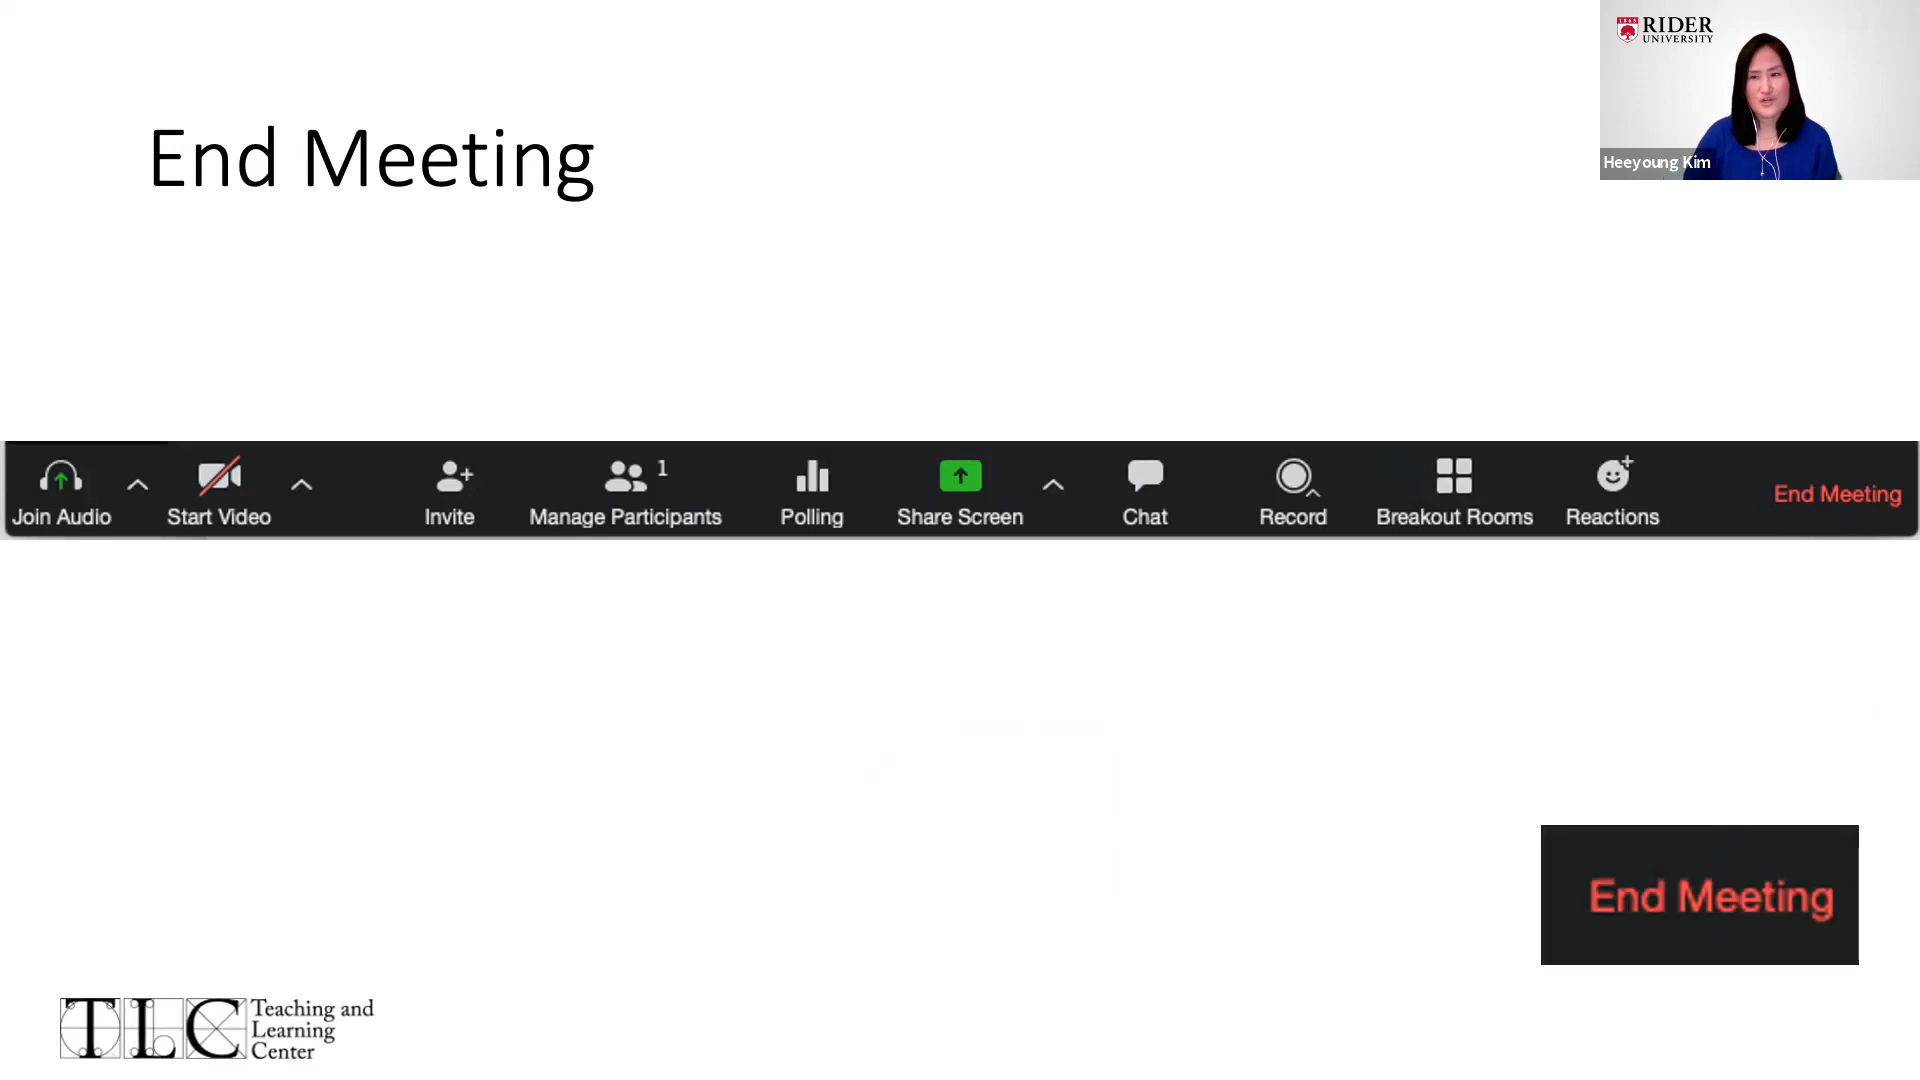 1865
RIDER
UNIVERSITY
Heeyoung Kim
End Meeting
1
Join Audio
Start Video
Invite
Manage Participants
Polling
Share Screen
Chat
Record
Breakout Rooms
Reactions
End Meeting
End Meeting
TLC
Teaching and
Learning
Center